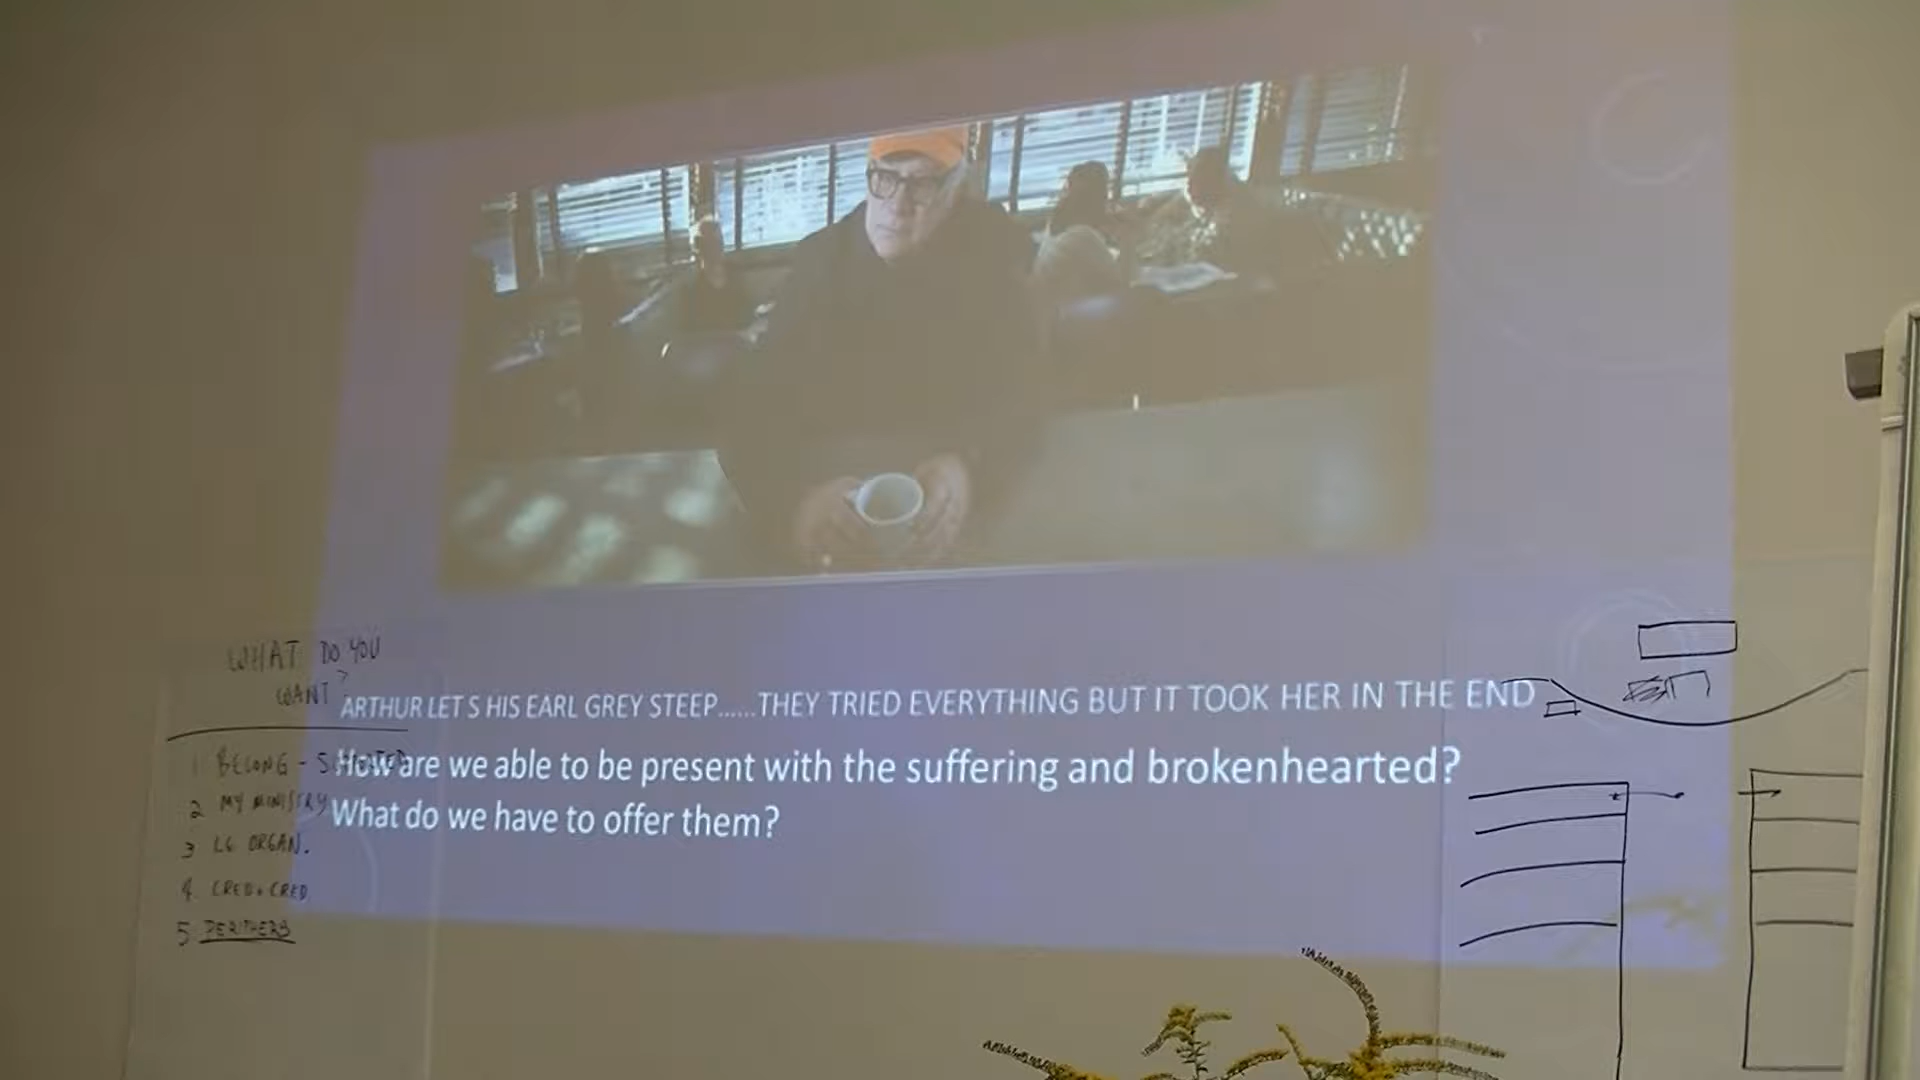 WHAT DO YOU
WANT ?
ARTHUR LET S HIS EARL GREY STEEP......THEY TRIED EVERYTHING BUT IT TOOK HER IN THE END
How are we able to be present with the suffering and brokenhearted?
What do we have to offer them?
1 BELONG -
2 MY MINISTRY
3 LG ORGAN.
4. CRED + CRED
5